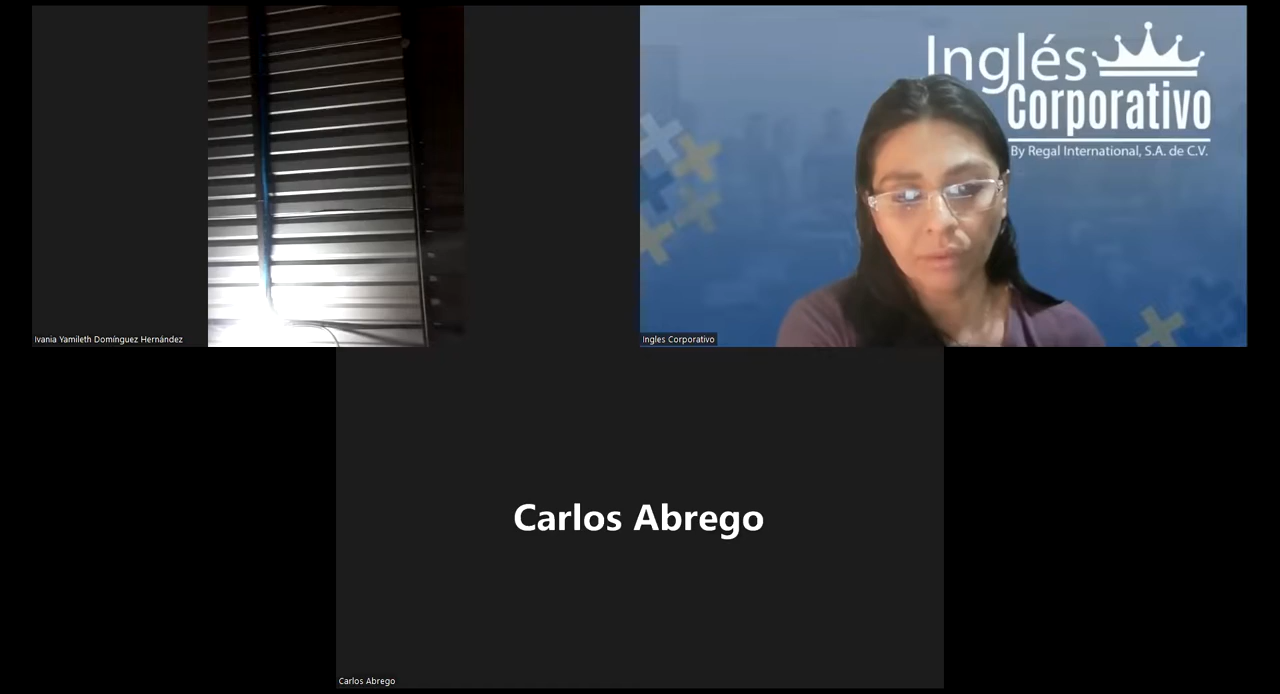 Inglés
Corporativo
By Regal International, S.A. de C.V.
Ivania Yamileth Domínguez Hernández
Ingles Corporativo
Carlos Abrego
Carlos Abrego